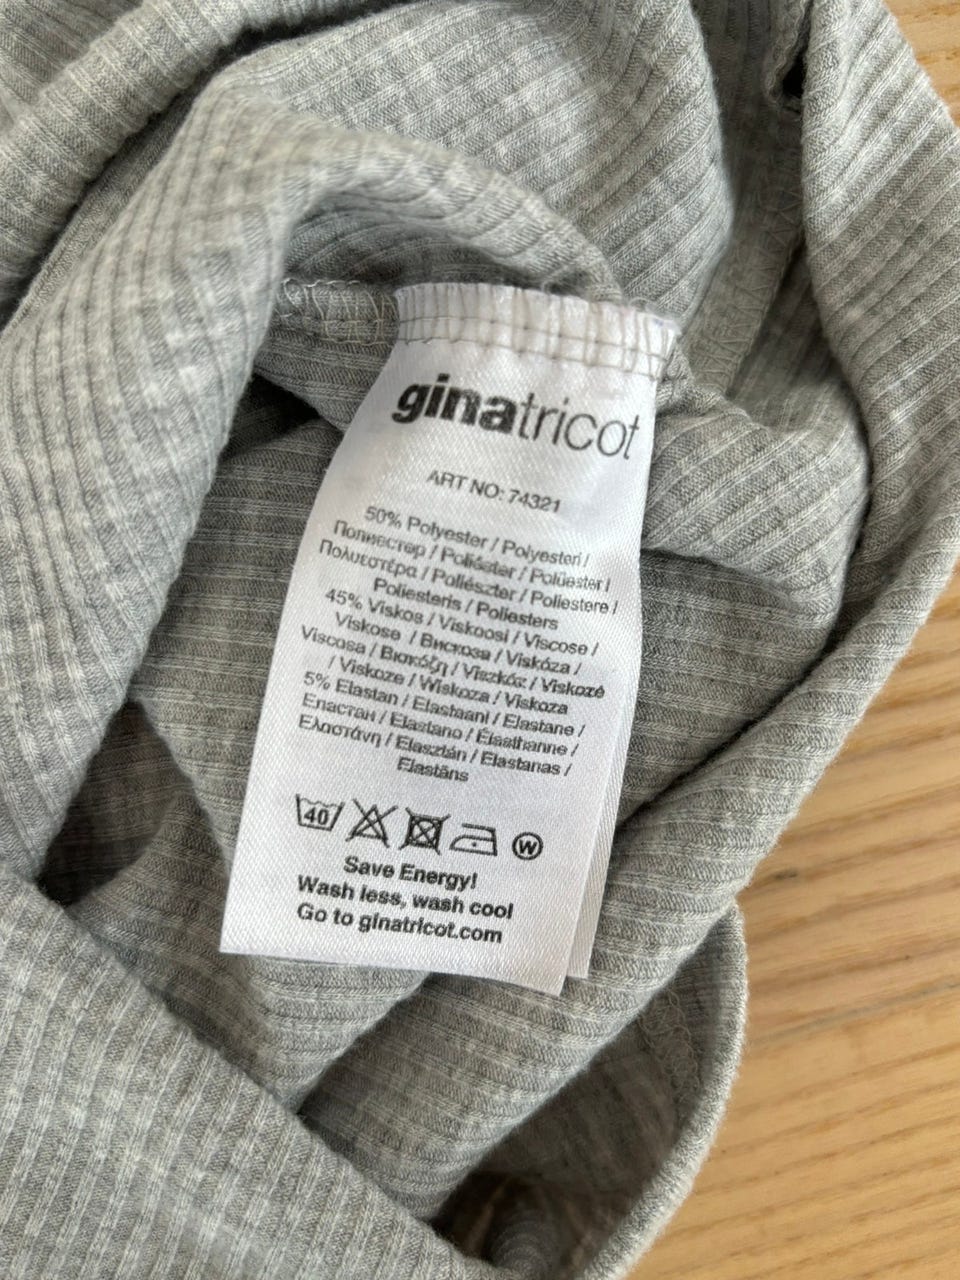 ginatricot
ART NO: 74321
50% Polyester / Polyesteri /
Полиестер / Poliéster / Polüester /
Πολυεστέρα / Poliészter / Poliestere /
Poliesteris / Poliesters
45% Viskos / Viskoosi / Viscose /
Viskose / Вискоза / Viskóza /
Viscosa / Βισκόζη / Viszkóz / Viskozė
/ Viskoze / Wiskoza / Viskoza
5% Elastan / Elastaani / Elastane /
Еластан / Elastano / Élasthanne /
Ελαστάνη / Elasztán / Elastanas /
Elastāns
40 W
Save Energy!
Wash less, wash cool
Go to ginatricot.com